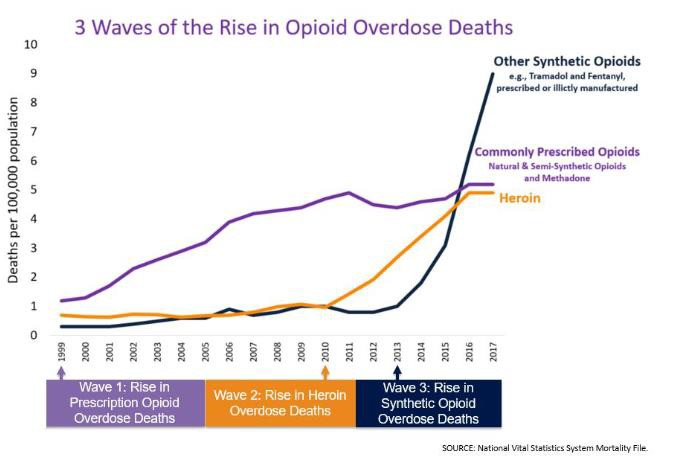 3 Waves of the Rise in Opioid Overdose Deaths
Deaths per 100,000 population
10
9
8
7
6
5
4
3
2
1
0
Other Synthetic Opioids
e.g., Tramadol and Fentanyl,
prescribed or illictly manufactured
Commonly Prescribed Opioids
Natural & Semi-Synthetic Opioids
and Methadone
Heroin
1999 2000 2001 2002 2003 2004 2005 2006 2007 2008 2009 2010 2011 2012 2013 2014 2015 2016 2017
Wave 1: Rise in
Prescription Opioid
Overdose Deaths
Wave 2: Rise in Heroin
Overdose Deaths
Wave 3: Rise in
Synthetic Opioid
Overdose Deaths
SOURCE: National Vital Statistics System Mortality File.